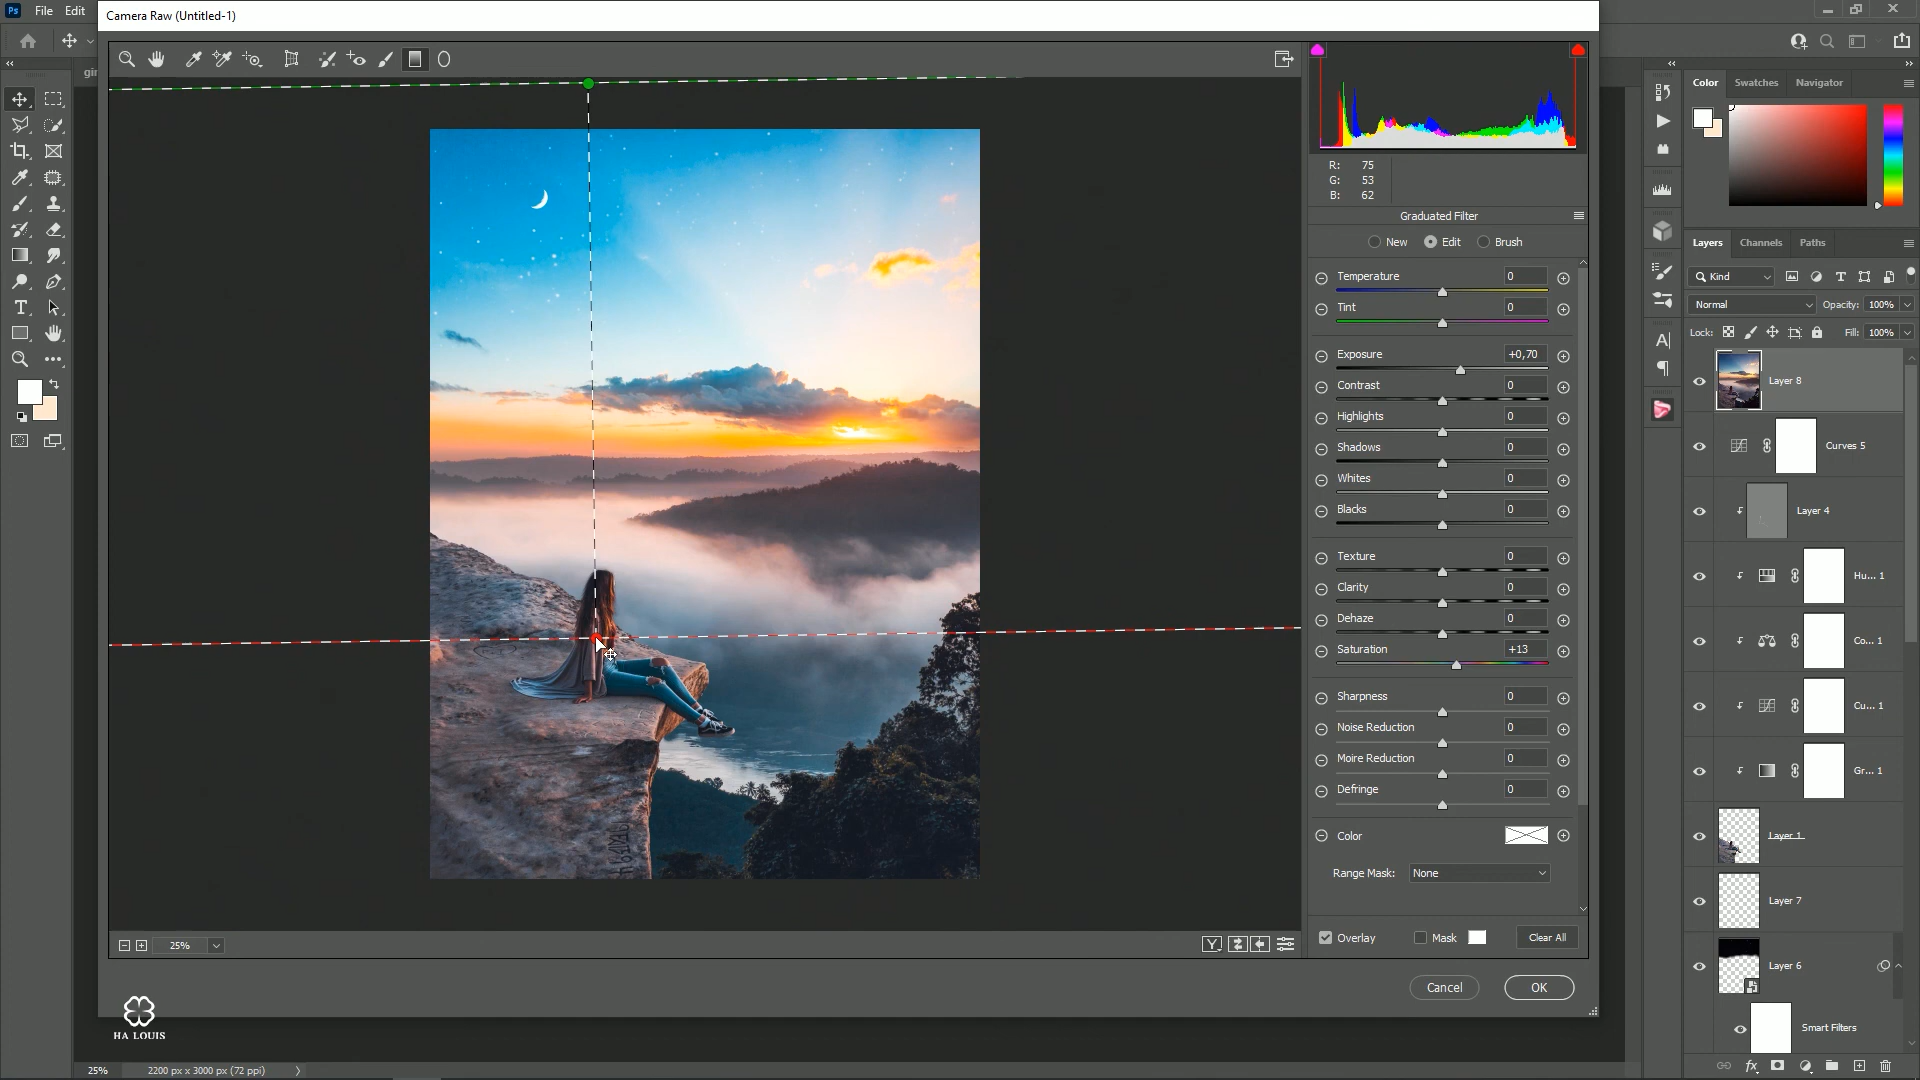 Ps File Edit
Camera Raw (Untitled-1)
R: 75
G: 53
B: 62
Graduated Filter
New Edit Brush
Temperature 0
Tint 0
Exposure +0,70
Contrast 0
Highlights 0
Shadows 0
Whites 0
Blacks 0
Texture 0
Clarity 0
Dehaze 0
Saturation +13
Sharpness 0
Noise Reduction 0
Moire Reduction 0
Defringe 0
Color
Range Mask: None
Overlay Mask Clear All
25%
Cancel OK
HA LOUIS
25% 2200 px x 3000 px (72 ppi)
Color Swatches Navigator
Layers Channels Paths
Kind
Normal Opacity: 100%
Lock: Fill: 100%
Layer 8
Curves 5
Layer 4
Hu... 1
Co... 1
Cu... 1
Gr... 1
Layer 1
Layer 7
Layer 6
Smart Filters